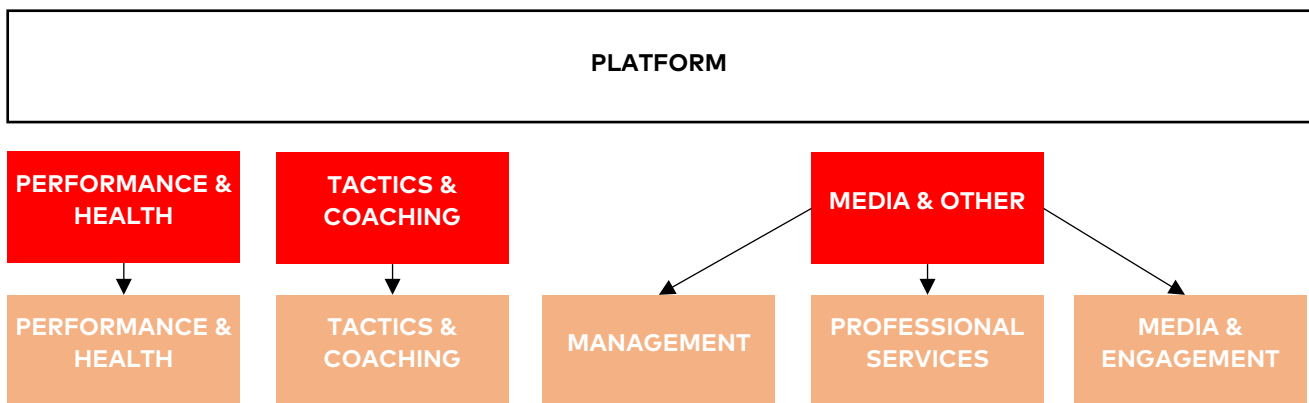 PLATFORM
PERFORMANCE &
HEALTH
TACTICS &
COACHING
MEDIA & OTHER
PERFORMANCE &
HEALTH
TACTICS &
COACHING
MANAGEMENT
PROFESSIONAL
SERVICES
MEDIA &
ENGAGEMENT